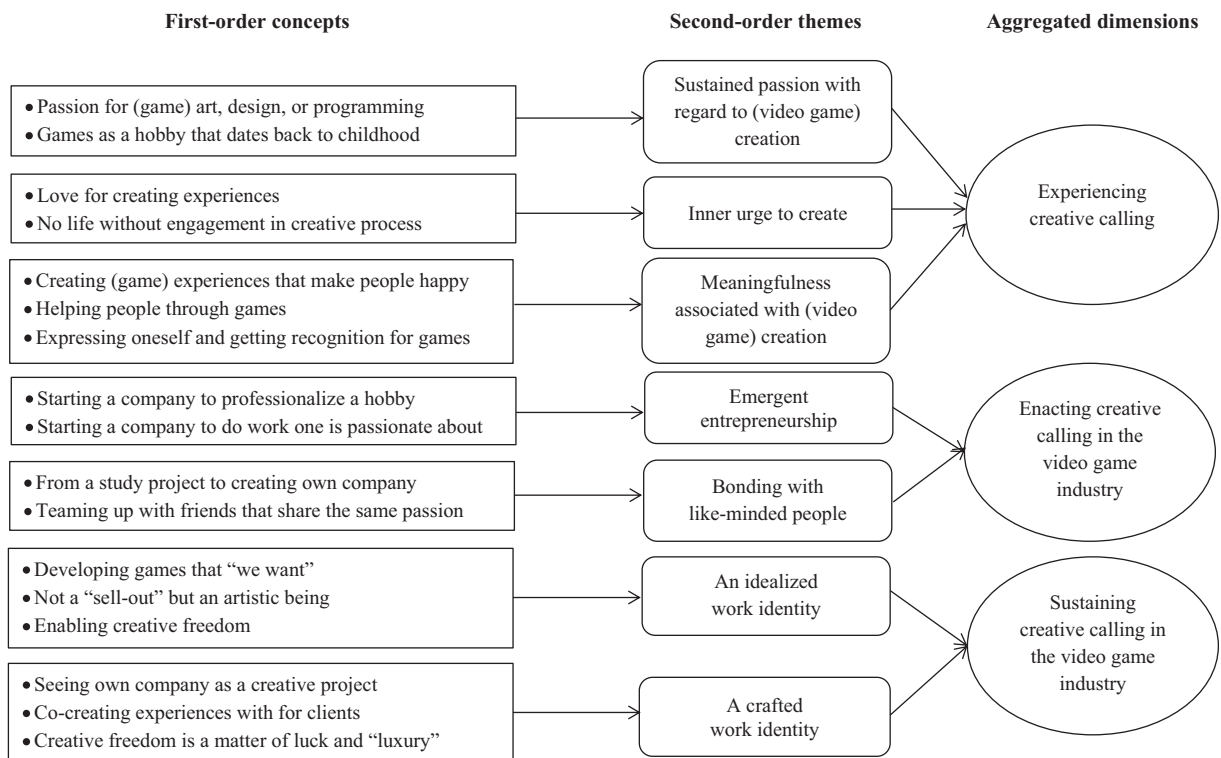 First-order concepts
Second-order themes
Aggregated dimensions
• Passion for (game) art, design, or programming
• Games as a hobby that dates back to childhood
Sustained passion with
regard to (video game)
creation
• Love for creating experiences
• No life without engagement in creative process
Inner urge to create
Experiencing
creative calling
• Creating (game) experiences that make people happy
• Helping people through games
• Expressing oneself and getting recognition for games
Meaningfulness
associated with (video
game) creation
• Starting a company to professionalize a hobby
• Starting a company to do work one is passionate about
Emergent
entrepreneurship
Enacting creative
calling in the
video game
industry
• From a study project to creating own company
• Teaming up with friends that share the same passion
Bonding with
like-minded people
• Developing games that “we want”
• Not a “sell-out” but an artistic being
• Enabling creative freedom
An idealized
work identity
Sustaining
creative calling in
the video game
industry
• Seeing own company as a creative project
• Co-creating experiences with for clients
• Creative freedom is a matter of luck and “luxury”
A crafted
work identity